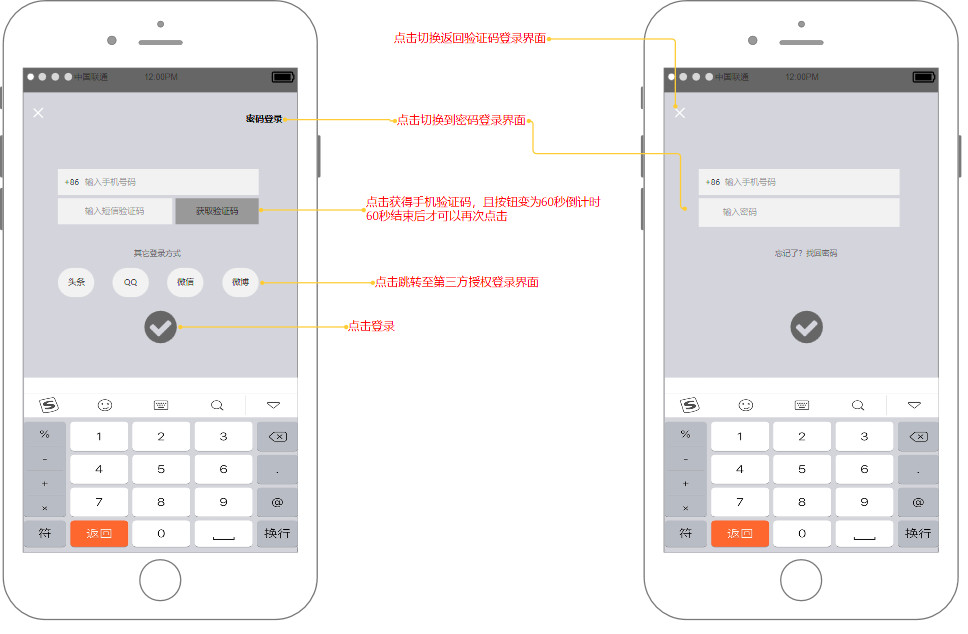 点击切换返回验证码登录界面
中国联通 12:00PM
密码登录
点击切换到密码登录界面
+86 输入手机号码
输入短信验证码 获取验证码
点击获得手机验证码，且按钮变为60秒倒计时
60秒结束后才可以再次点击
其它登录方式
头条 QQ 微信 微博
点击跳转至第三方授权登录界面
点击登录
S
% 1 2 3
- 4 5 6 .
+
× 7 8 9 @
符 返回 0 换行
中国联通 12:00PM
+86 输入手机号码
输入密码
忘记了？找回密码
S
% 1 2 3
- 4 5 6 .
+
× 7 8 9 @
符 返回 0 换行